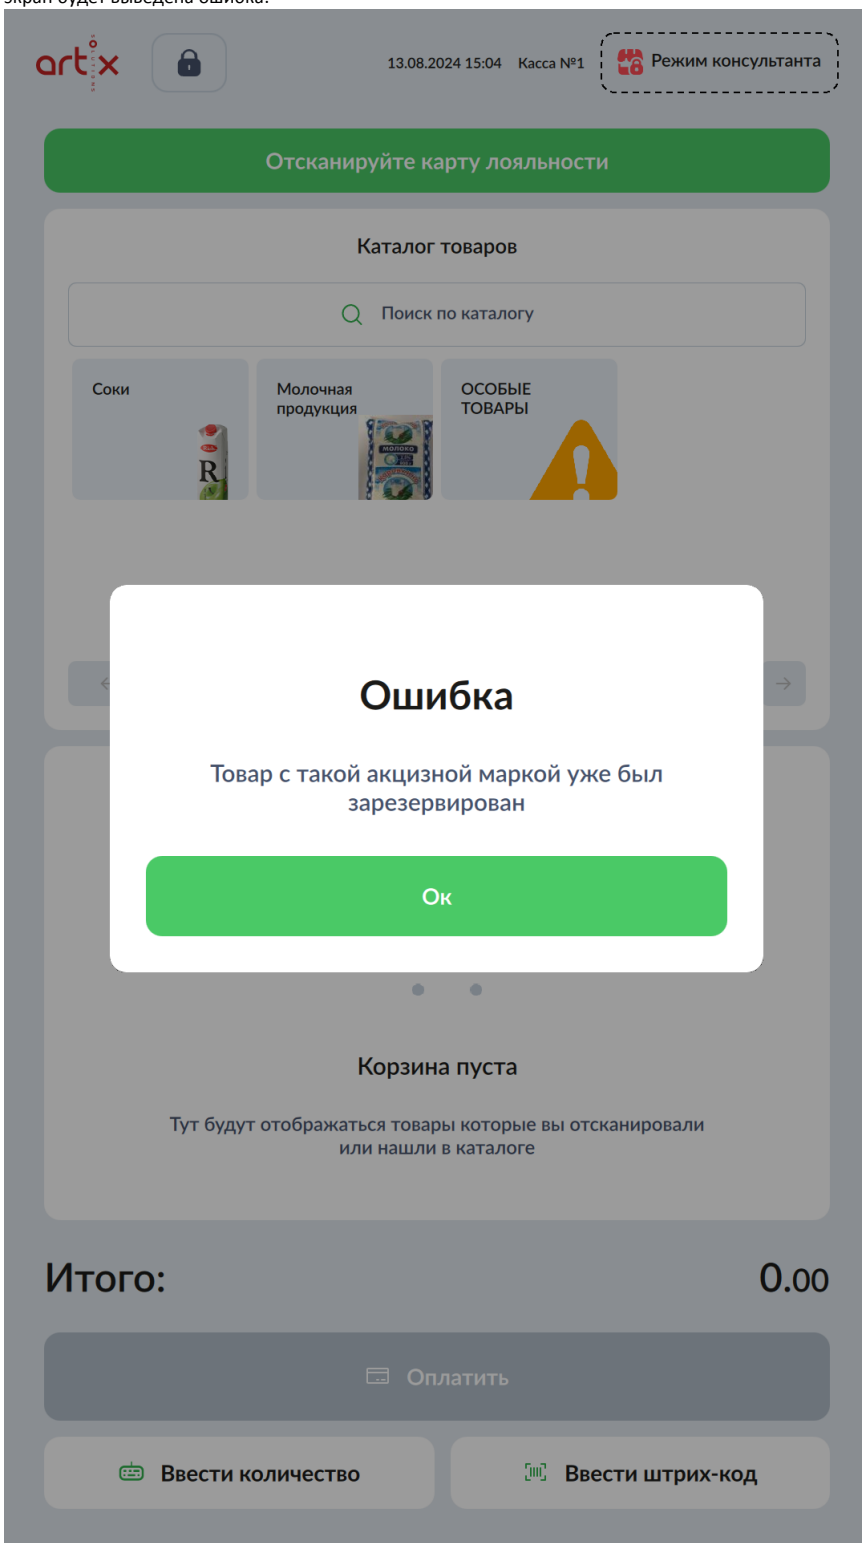 экран будет выведена ошибка:
artix
13.08.2024 15:04 Касса №1 Режим консультанта
Отсканируйте карту лояльности
Каталог товаров
Поиск по каталогу
Соки
Молочная
продукция
ОСОБЫЕ
ТОВАРЫ
R
МОЛОКО
Ошибка
Товар с такой акцизной маркой уже был
зарезервирован
Ок
Корзина пуста
Тут будут отображаться товары которые вы отсканировали
или нашли в каталоге
Итого:
0.00
Оплатить
Ввести количество
Ввести штрих-код